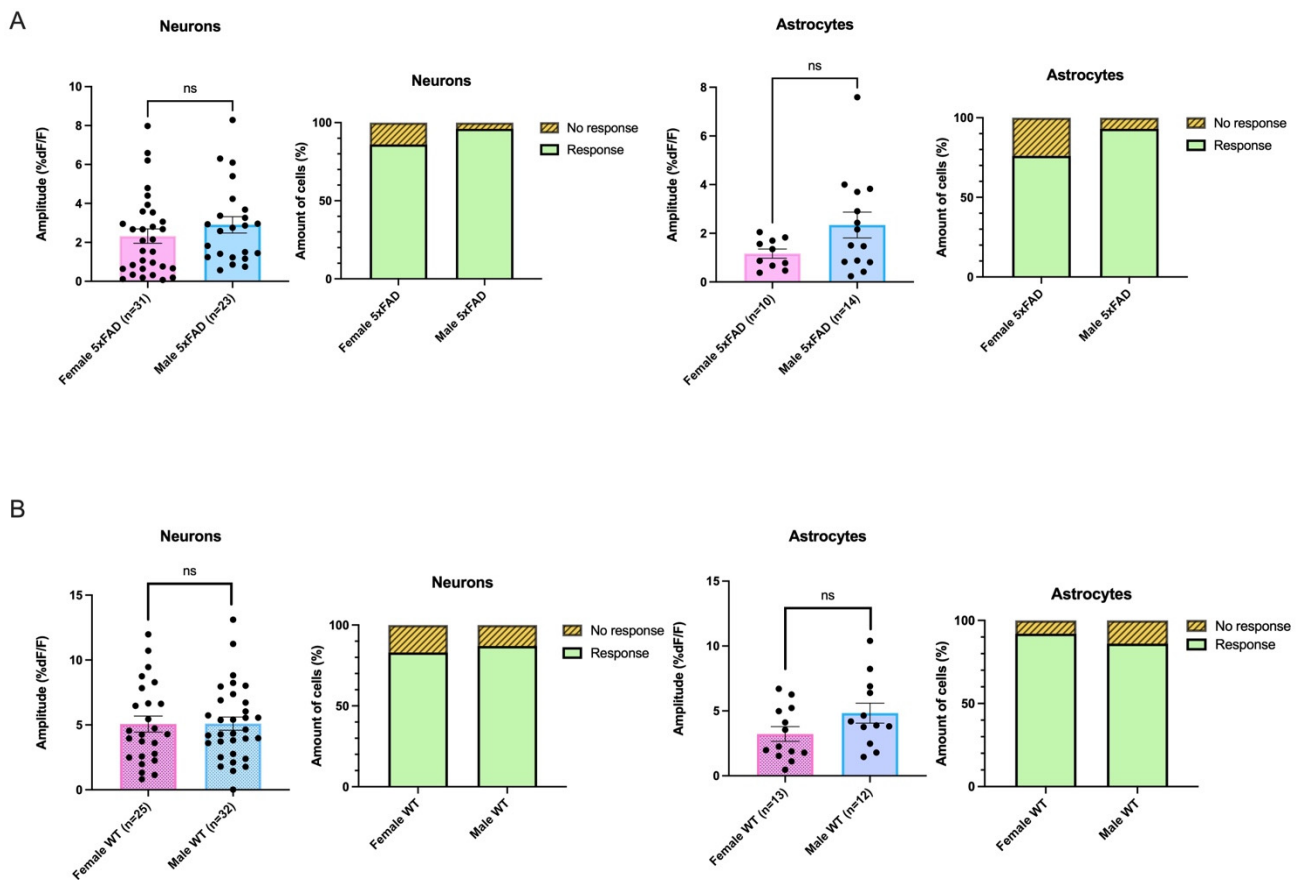 A
Neurons
Amplitude (%dF/F)
10
8
6
4
2
0
ns
Female 5xFAD (n=31)
Male 5xFAD (n=23)
Neurons
Amount of cells (%)
100
50
0
No response
Response
Female 5xFAD
Male 5xFAD
Astrocytes
Amplitude (%dF/F)
8
6
4
2
0
ns
Female 5xFAD (n=10)
Male 5xFAD (n=14)
Astrocytes
Amount of cells (%)
100
50
0
No response
Response
Female 5xFAD
Male 5xFAD
B
Neurons
Amplitude (%dF/F)
15
10
5
0
ns
Female WT (n=25)
Male WT (n=32)
Neurons
Amount of cells (%)
100
50
0
No response
Response
Female WT
Male WT
Astrocytes
Amplitude (%dF/F)
15
10
5
0
ns
Female WT (n=13)
Male WT (n=12)
Astrocytes
Amount of cells (%)
100
50
0
No response
Response
Female WT
Male WT